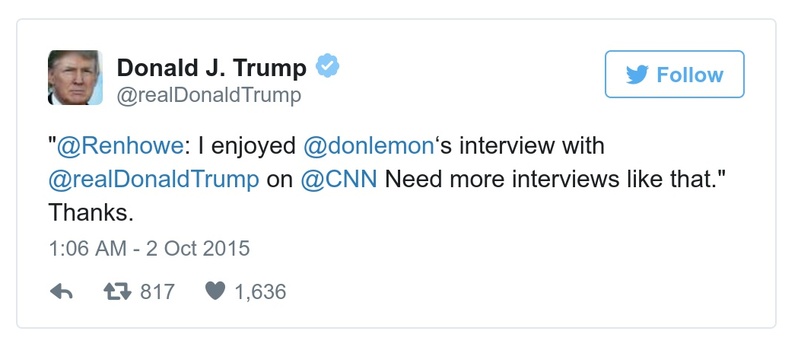 Donald J. Trump
@realDonaldTrump
Follow
"@Renhowe: I enjoyed @donlemon‘s interview with
@realDonaldTrump on @CNN Need more interviews like that."
Thanks.
1:06 AM - 2 Oct 2015
817 1,636